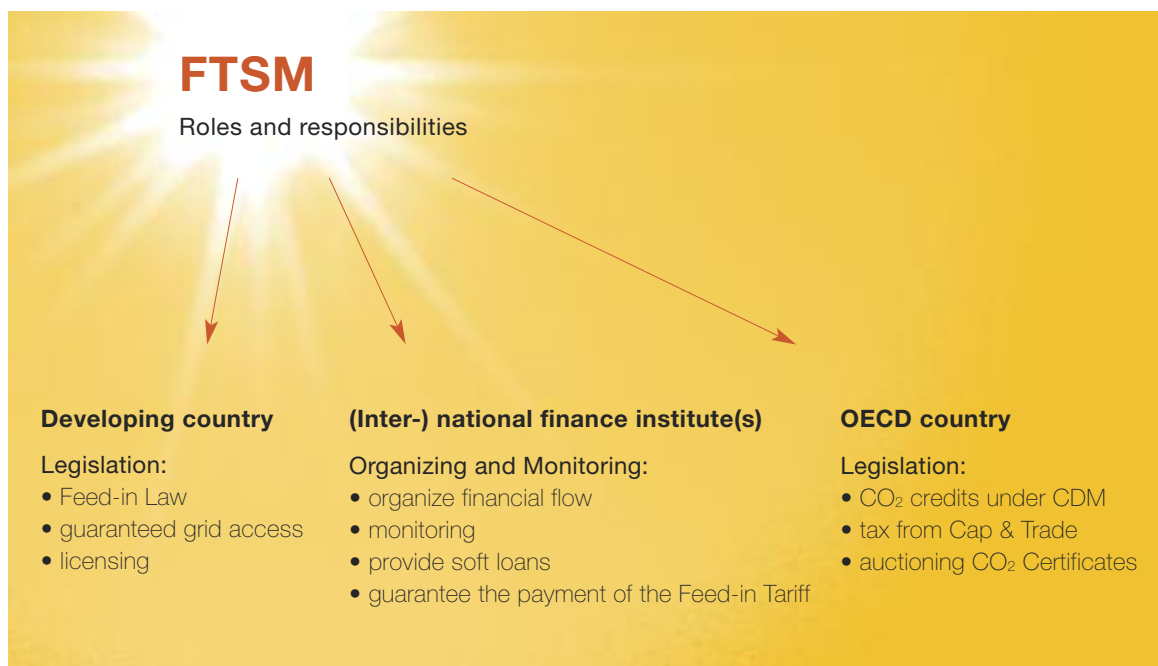 FTSM
Roles and responsibilities
Developing country
Legislation:
• Feed-in Law
• guaranteed grid access
• licensing
(Inter-) national finance institute(s)
Organizing and Monitoring:
• organize financial flow
• monitoring
• provide soft loans
• guarantee the payment of the Feed-in Tariff
OECD country
Legislation:
• CO₂ credits under CDM
• tax from Cap & Trade
• auctioning CO₂ Certificates